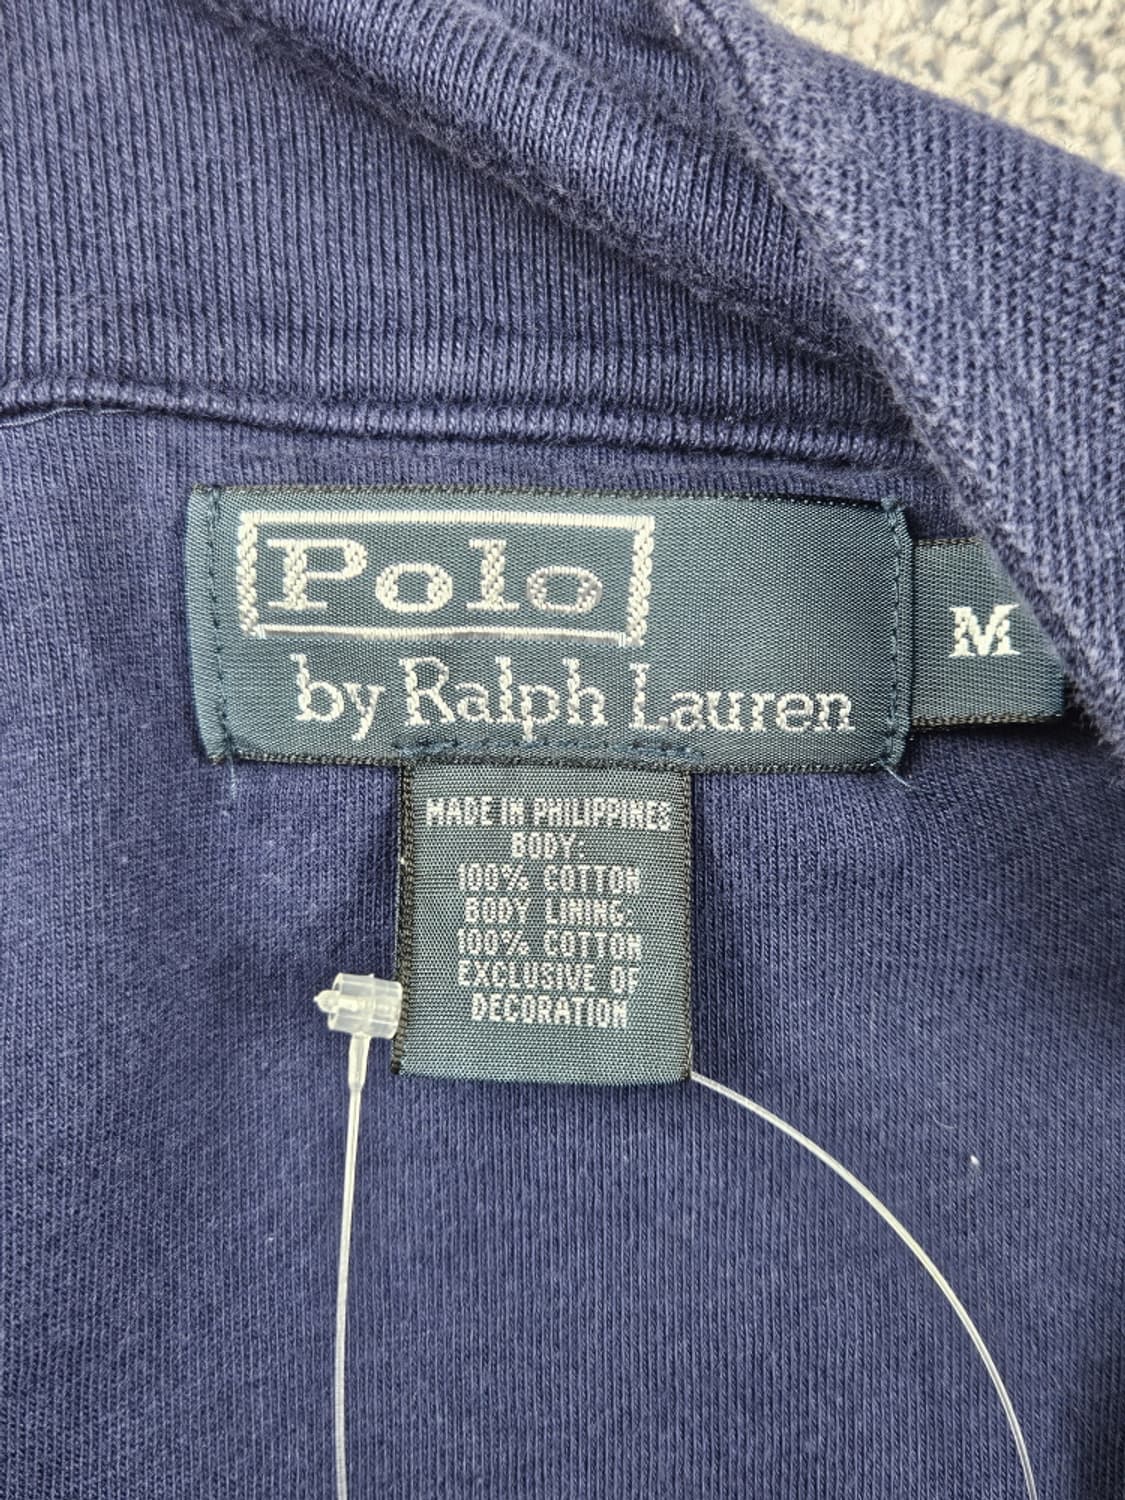 Polo
by Ralph Lauren
M
MADE IN PHILIPPINES
BODY:
100% COTTON
BODY LINING:
100% COTTON
EXCLUSIVE OF
DECORATION